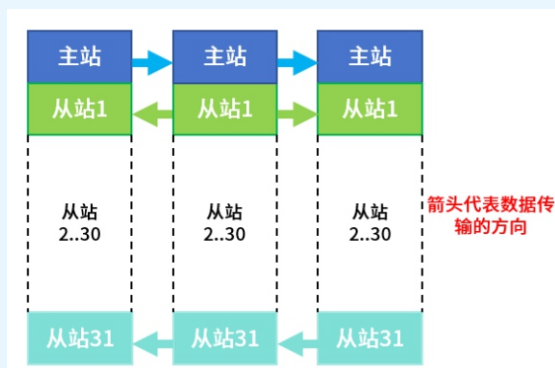 主站 主站 主站
从站1 从站1 从站1
从站 从站 从站
2..30 2..30 2..30
箭头代表数据传
输的方向
从站31 从站31 从站31